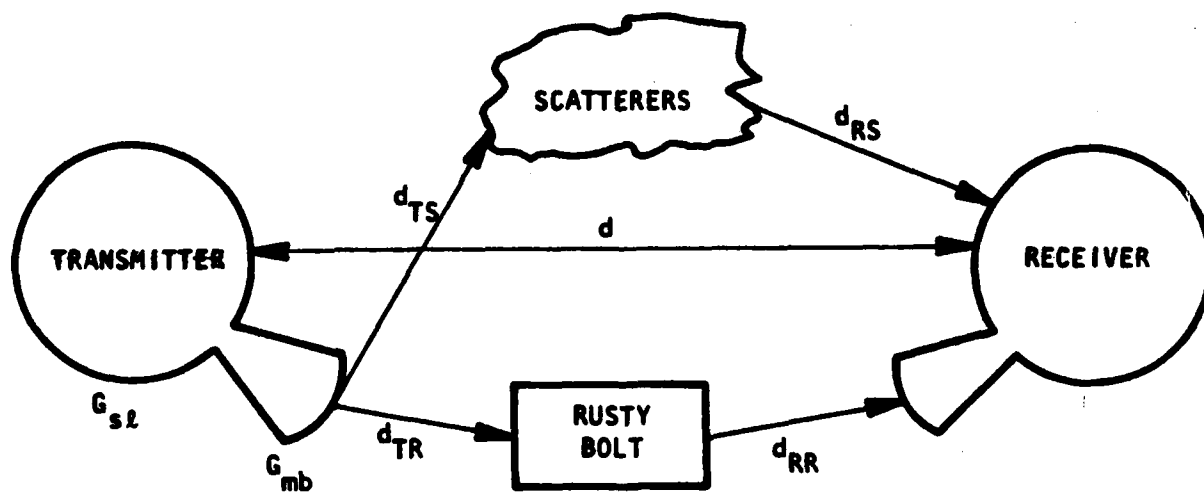 SCATTERERS
d_RS
d_TS
d
TRANSMITTER
RECEIVER
G_sℓ
G_mb
d_TR
RUSTY
BOLT
d_RR